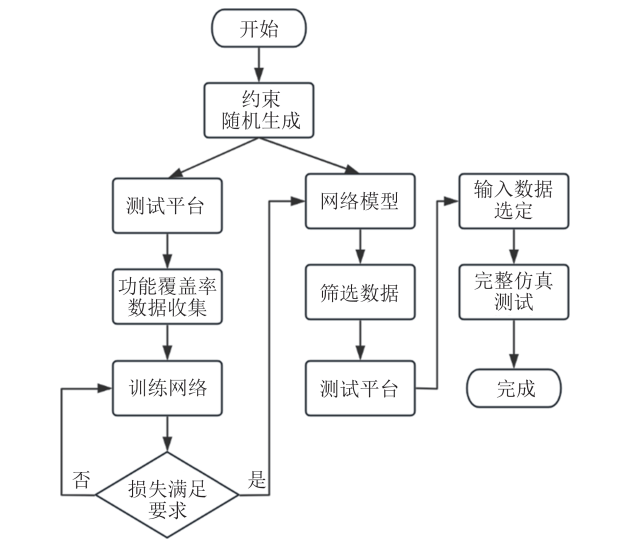 开始
约束
随机生成
测试平台
功能覆盖率
数据收集
训练网络
损失满足
要求
否
是
网络模型
筛选数据
测试平台
输入数据
选定
完整仿真
测试
完成